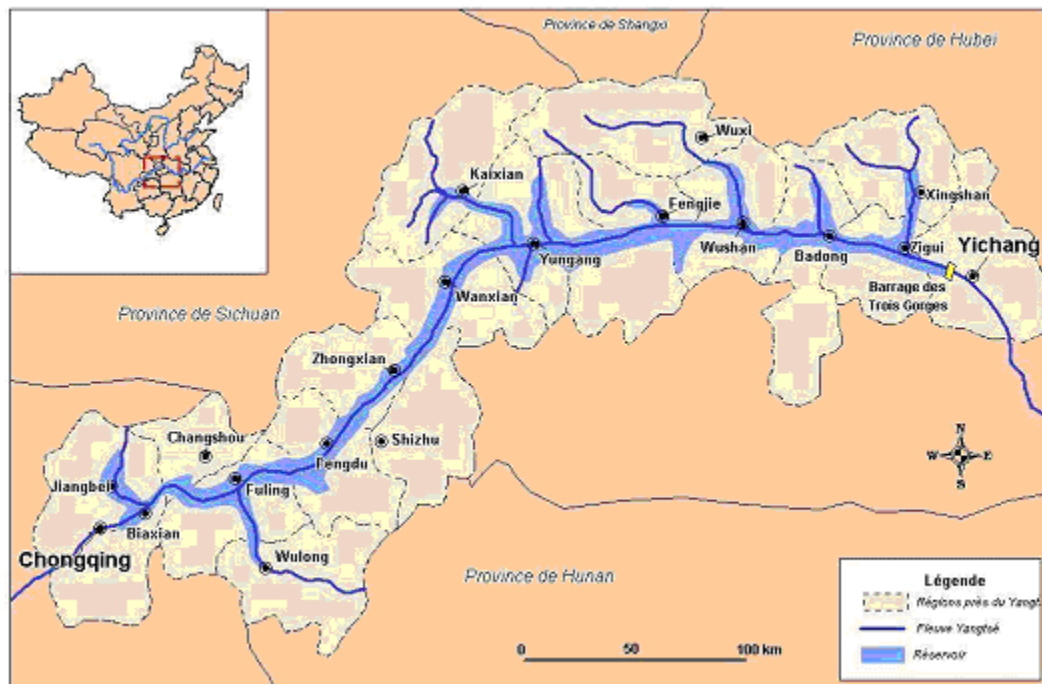 Province de Shangxi
Province de Hubei
Wuxi
Kaixian
Xingshan
Fengjie
Yichang
Zigui
Wushan
Yungang
Badong
Barrage des
Trois Gorges
Wanxian
Province de Sichuan
Zhongxian
Changshou
Shizhu
Fengdu
Jiangbei
Fuling
Biaxian
Chongqing
Wulong
Province de Hunan
N
W E
S
Légende
Régions près du Yangt
Fleuve Yangtsé
Réservoir
0 50 100 km